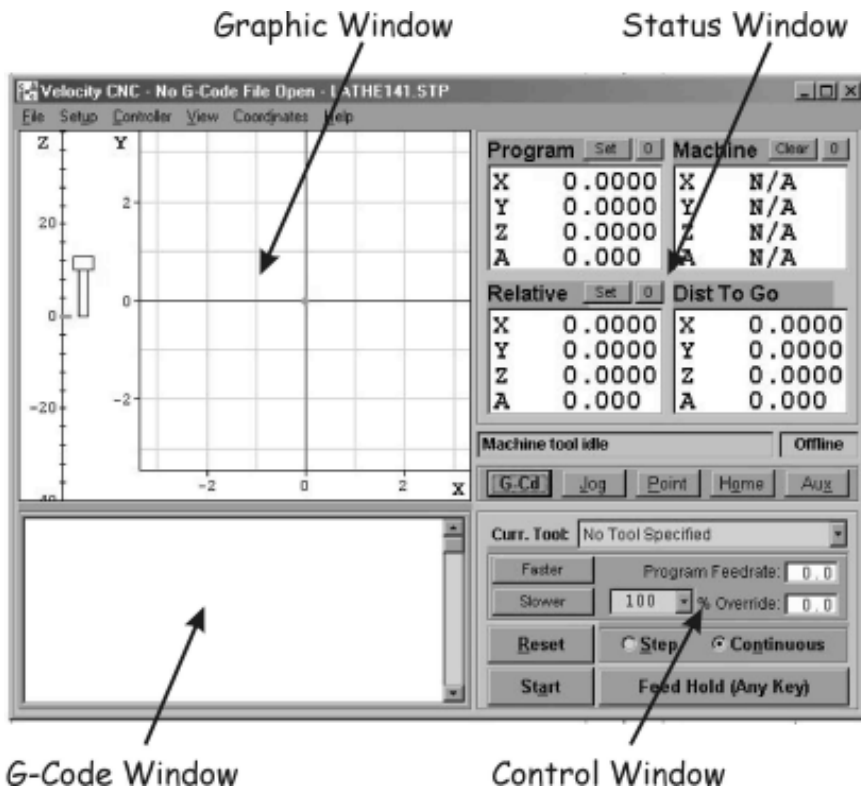 Graphic Window
Status Window
Velocity CNC - No G-Code File Open - LATHE141.STP
File Setup Controller View Coordinates Help
Z
Y
20
0
-20
40
2
0
-2
-2 0 2 X
Program Set 0
X 0.0000
Y 0.0000
Z 0.0000
A 0.000
Machine Clear 0
X N/A
Y N/A
Z N/A
A N/A
Relative Set 0
X 0.0000
Y 0.0000
Z 0.0000
A 0.000
Dist To Go
X 0.0000
Y 0.0000
Z 0.0000
A 0.000
Machine tool idle
Offline
G-Cd Jog Point Home Aux
Curr. Tool: No Tool Specified
Faster
Program Feedrate: 0.0
Slower
100 % Override: 0.0
Reset
Step Continuous
Start
Feed Hold (Any Key)
G-Code Window
Control Window